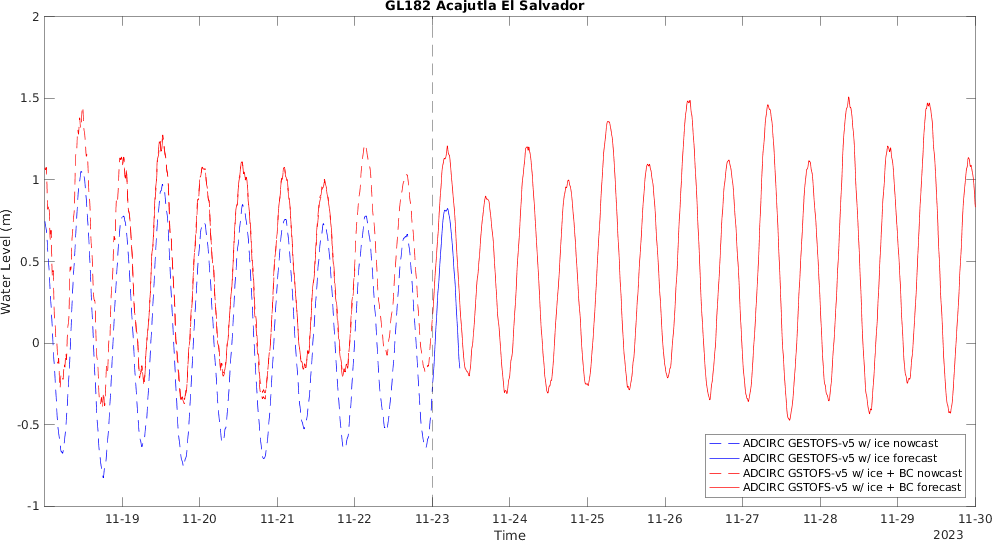 GL182 Acajutla El Salvador
2
1.5
1
0.5
0
-0.5
-1
Water Level (m)
ADCIRC GESTOFS-v5 w/ ice nowcast
ADCIRC GESTOFS-v5 w/ ice forecast
ADCIRC GSTOFS-v5 w/ ice + BC nowcast
ADCIRC GSTOFS-v5 w/ ice + BC forecast
11-19 11-20 11-21 11-22 11-23 11-24 11-25 11-26 11-27 11-28 11-29 11-30
Time
2023